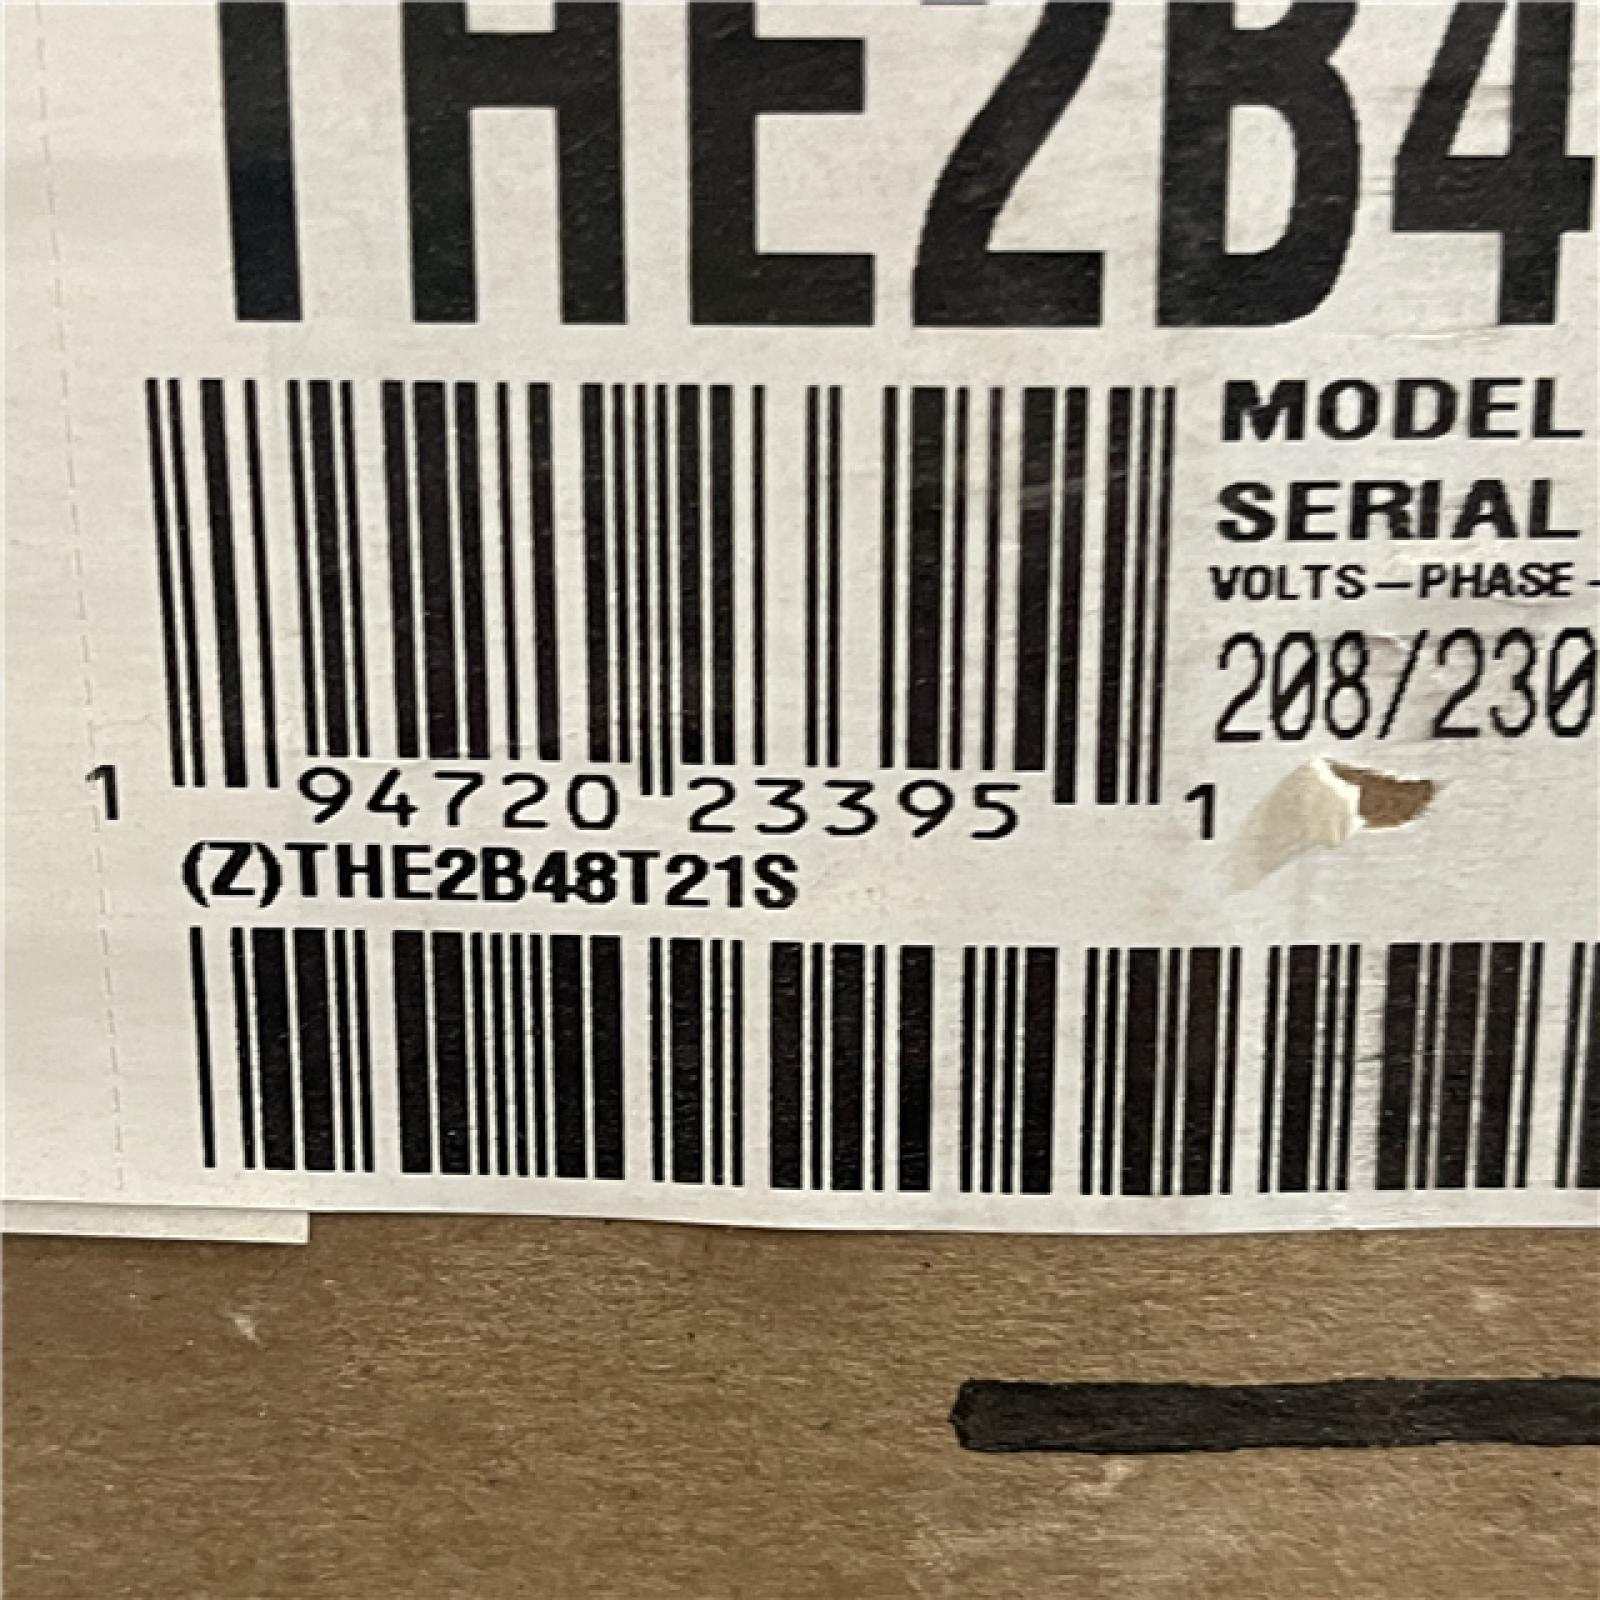 THE2B4
MODEL
SERIAL
VOLTS-PHASE-
208/230
1 94720 23395 1
(Z)THE2B48T21S